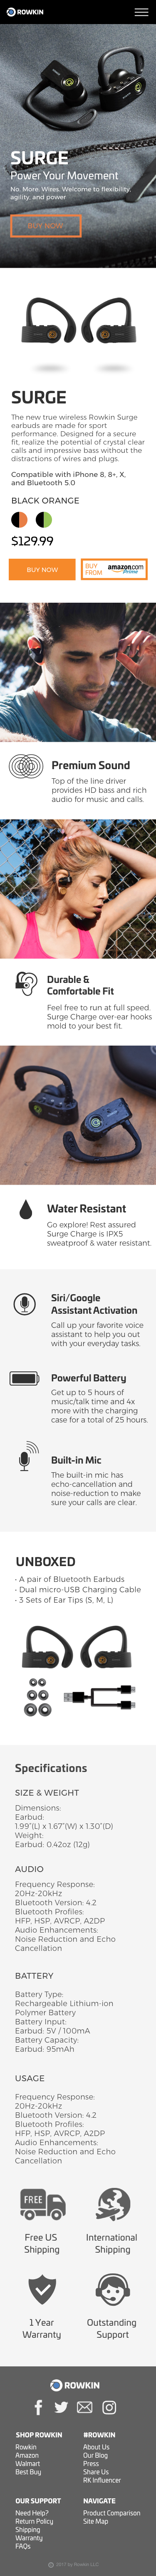 ROWKIN
SURGE
Power Your Movement
No. More. Wires. Welcome to flexibility,
agility, and power
BUY NOW
SURGE
The new true wireless Rowkin Surge
earbuds are made for sport
performance. Designed for a secure
fit, realize the potential of crystal clear
calls and impressive bass without the
distractions of wires and plugs.
Compatible with iPhone 8, 8+, X,
and Bluetooth 5.0
BLACK ORANGE
$129.99
BUY NOW
BUY
FROM
amazon.com
Prime
Premium Sound
Top of the line driver
provides HD bass and rich
audio for music and calls.
Durable &
Comfortable Fit
Feel free to run at full speed.
Surge Charge over-ear hooks
mold to your best fit.
Water Resistant
Go explore! Rest assured
Surge Charge is IPX5
sweatproof & water resistant.
Siri/Google
Assistant Activation
Call up your favorite voice
assistant to help you out
with your everyday tasks.
Powerful Battery
Get up to 5 hours of
music/talk time and 4x
more with the charging
case for a total of 25 hours.
Built-in Mic
The built-in mic has
echo-cancellation and
noise-reduction to make
sure your calls are clear.
UNBOXED
- A pair of Bluetooth Earbuds
- Dual micro-USB Charging Cable
- 3 Sets of Ear Tips (S, M, L)
Specifications
SIZE & WEIGHT
Dimensions:
Earbud:
1.99"(L) x 1.67"(W) x 1.30"(D)
Weight:
Earbud: 0.42oz (12g)
AUDIO
Frequency Response:
20Hz-20kHz
Bluetooth Version: 4.2
Bluetooth Profiles:
HFP, HSP, AVRCP, A2DP
Audio Enhancements:
Noise Reduction and Echo
Cancellation
BATTERY
Battery Type:
Rechargeable Lithium-ion
Polymer Battery
Battery Input:
Earbud: 5V / 100mA
Battery Capacity:
Earbud: 95mAh
USAGE
Frequency Response:
20Hz-20kHz
Bluetooth Version: 4.2
Bluetooth Profiles:
HFP, HSP, AVRCP, A2DP
Audio Enhancements:
Noise Reduction and Echo
Cancellation
FREE
Free US
Shipping
International
Shipping
1 Year
Warranty
Outstanding
Support
ROWKIN
SHOP ROWKIN
Rowkin
Amazon
Walmart
Best Buy
#ROWKIN
About Us
Our Blog
Press
Share Us
RK Influencer
OUR SUPPORT
Need Help?
Return Policy
Shipping
Warranty
FAQs
NAVIGATE
Product Comparison
Site Map
2017 by Rowkin LLC.